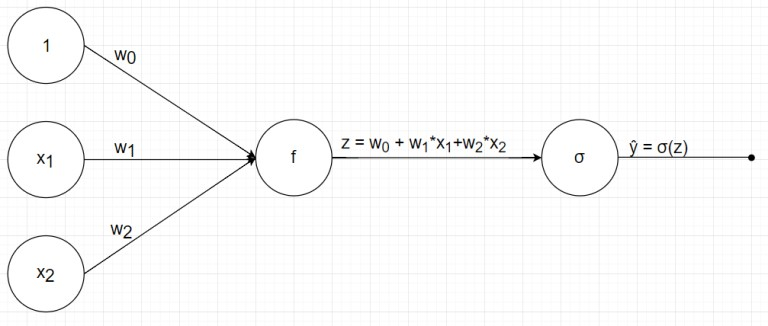 1
w0
x1
w1
f
z = w0 + w1*x1+w2*x2
σ
ŷ = σ(z)
w2
x2